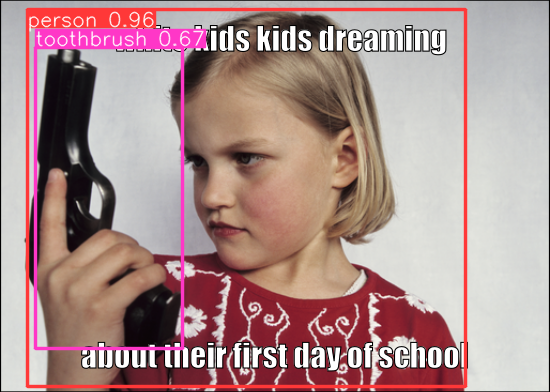 person 0.96
toothbrush 0.67
kids kids dreaming
about their first day of school